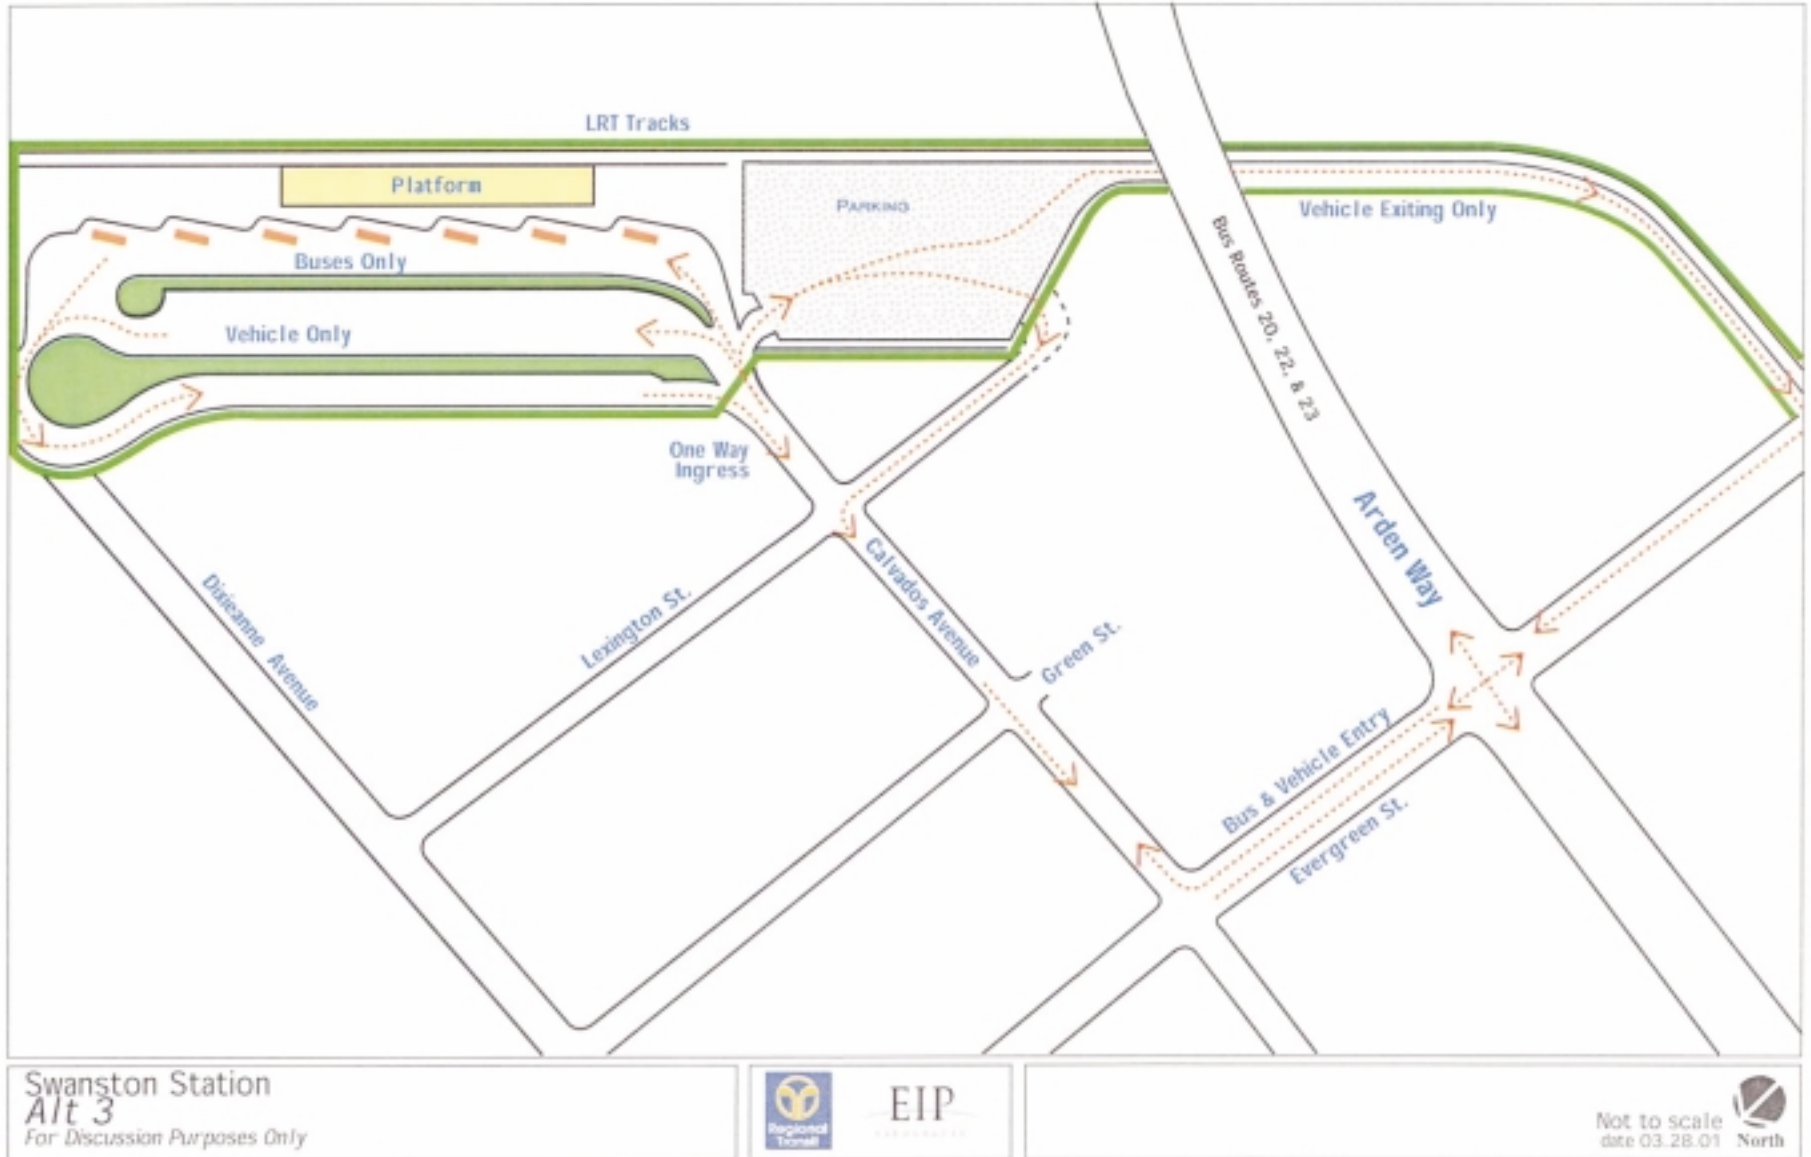 LRT Tracks
Platform
PARKING
Vehicle Exiting Only
Buses Only
Vehicle Only
Bus Routes 20, 22, & 23
One Way
Ingress
Arden Way
Calvados Avenue
Dixieanne Avenue
Lexington St.
Green St.
Bus & Vehicle Entry
Evergreen St.
Swanston Station
Alt 3
For Discussion Purposes Only
Regional
Transit
EIP
Not to scale
date 03.28.01
North